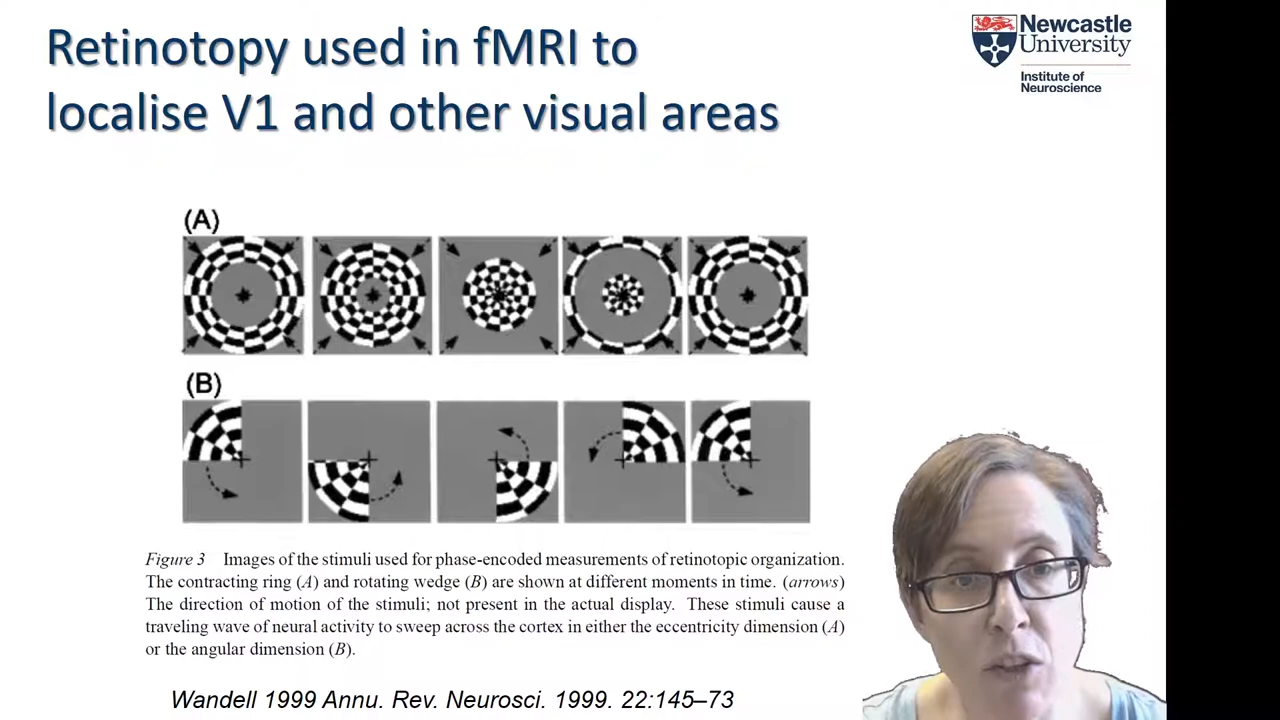 Retinotopy used in fMRI to
localise V1 and other visual areas
Newcastle
University
Institute of
Neuroscience
(A)
(B)
Figure 3 Images of the stimuli used for phase-encoded measurements of retinotopic organization.
The contracting ring (A) and rotating wedge (B) are shown at different moments in time. (arrows)
The direction of motion of the stimuli; not present in the actual display. These stimuli cause a
traveling wave of neural activity to sweep across the cortex in either the eccentricity dimension (A)
or the angular dimension (B).
Wandell 1999 Annu. Rev. Neurosci. 1999. 22:145–73